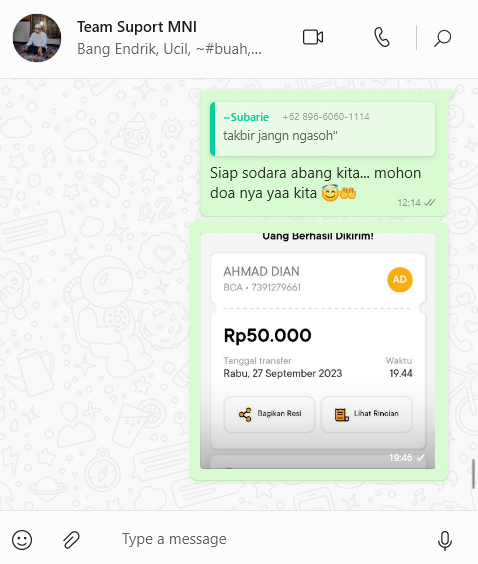 Team Suport MNI
Bang Endrik, Ucil, ~#buah,...
~Subarie +62 896-6060-1114
takbir jangn ngasoh"
Siap sodara abang kita... mohon
doa nya yaa kita 😇🤲
12:14
Uang Berhasil Dikirim!
AHMAD DIAN
AD
BCA • 7391279661
Rp50.000
Tanggal transfer Waktu
Rabu, 27 September 2023 19.44
Bagikan Resi Lihat Rincian
19:46
Type a message